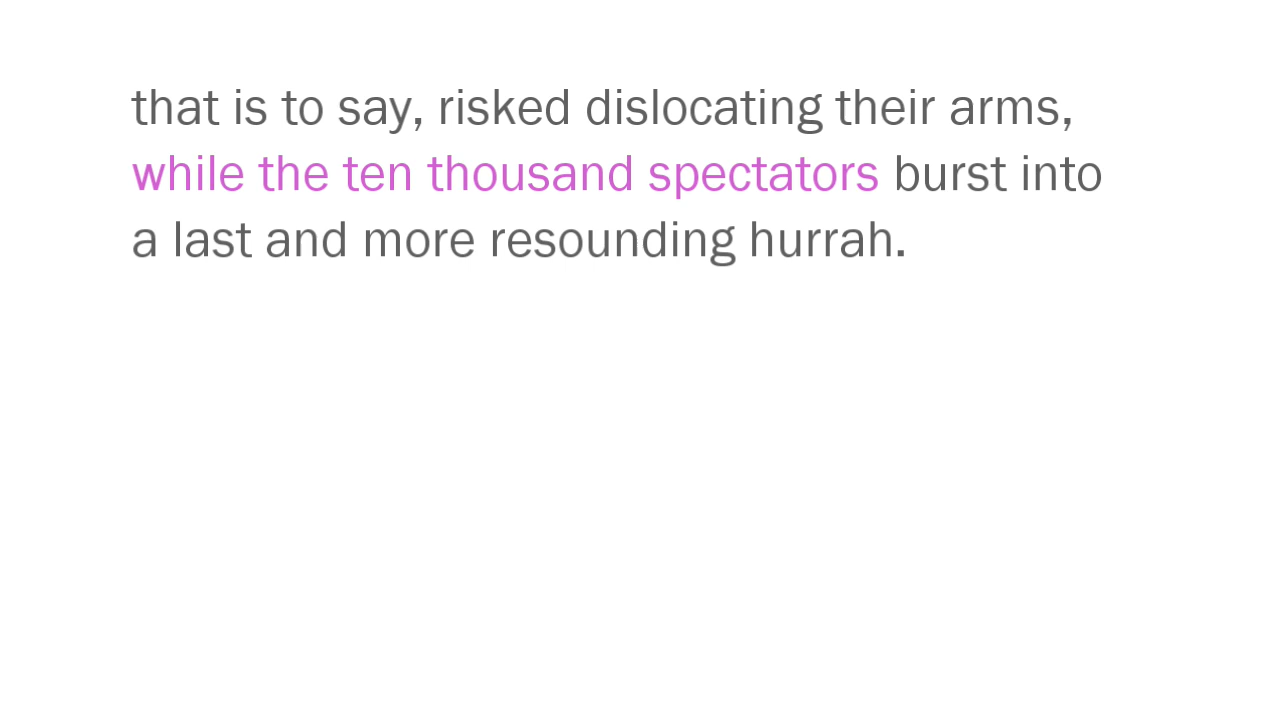 that is to say, risked dislocating their arms,
while the ten thousand spectators burst into
a last and more resounding hurrah.